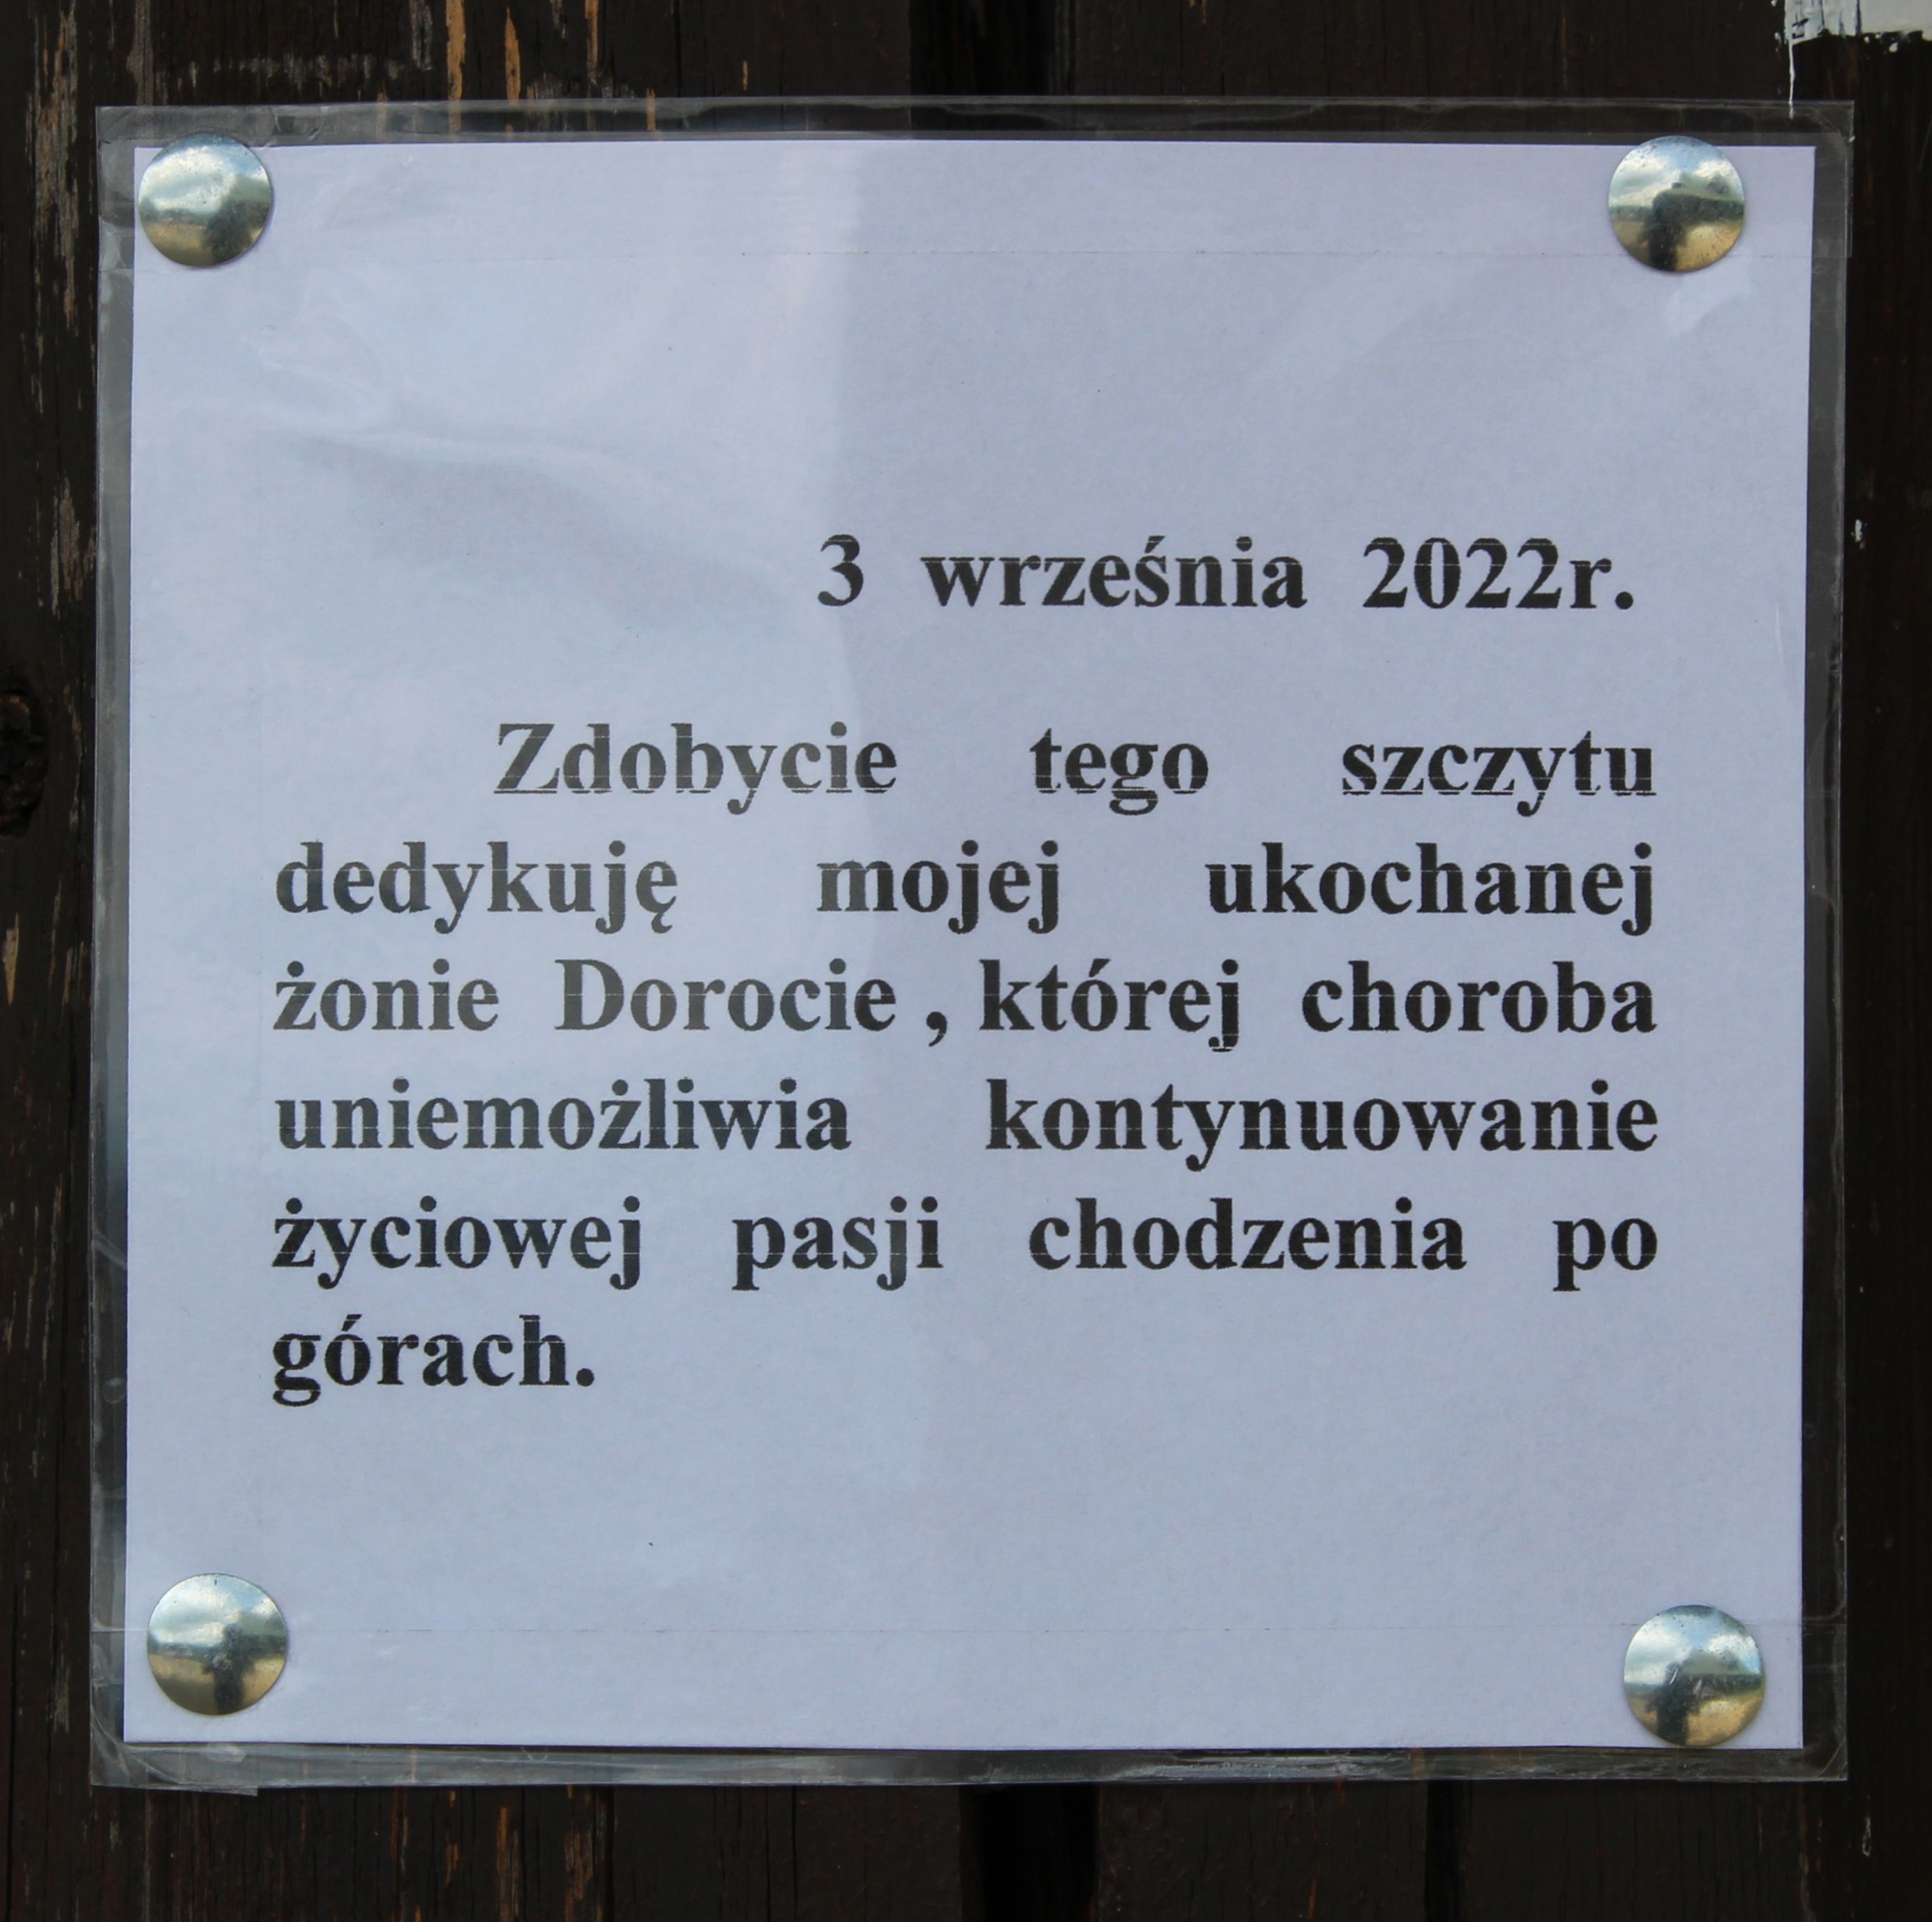 3 września 2022r.
Zdobycie tego szczytu
dedykuję mojej ukochanej
żonie Dorocie , której choroba
uniemożliwia kontynuowanie
życiowej pasji chodzenia po
górach.